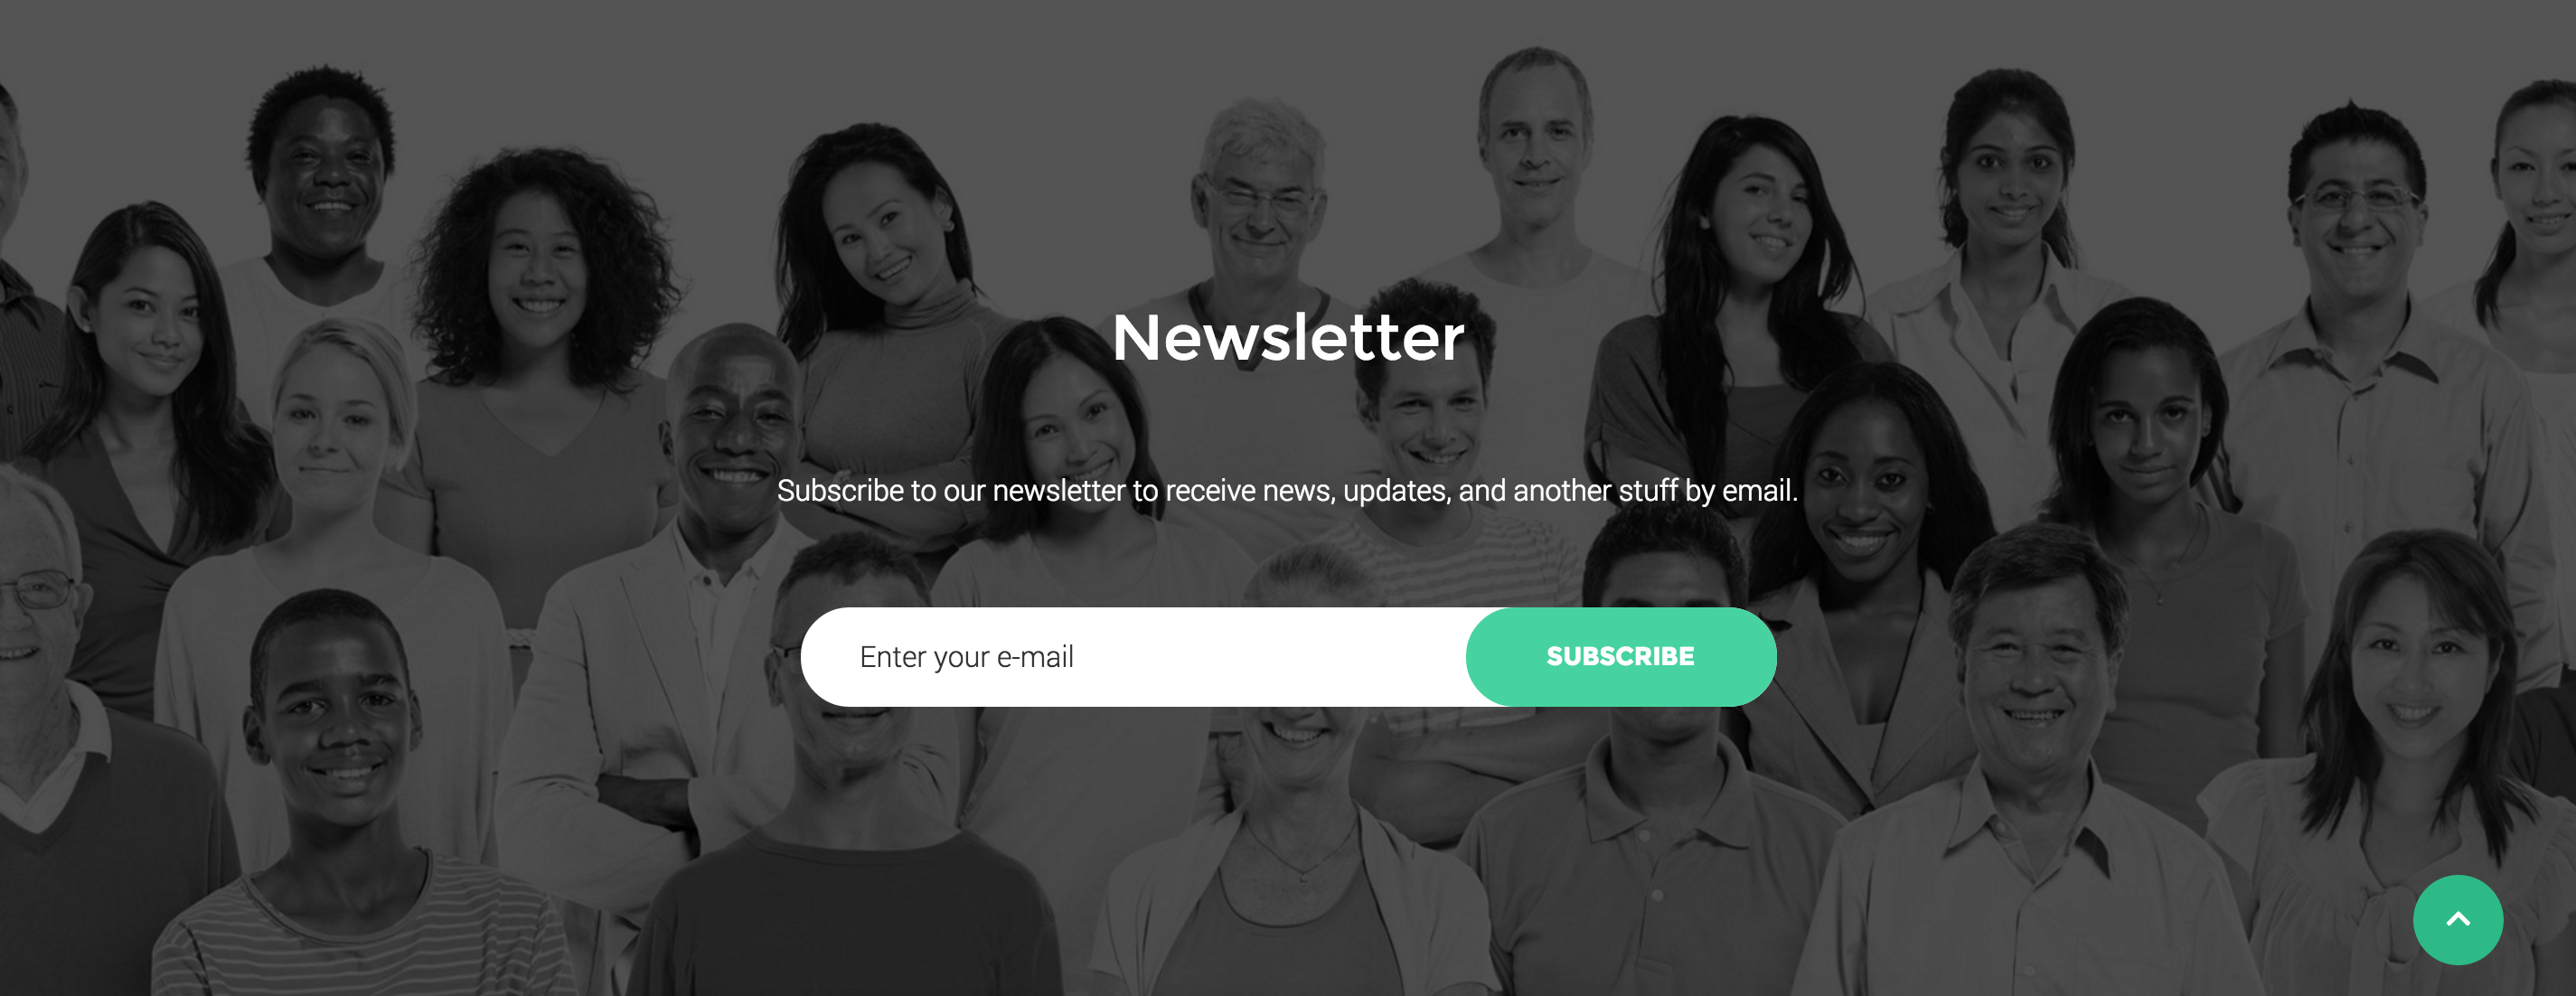 Newsletter
Subscribe to our newsletter to receive news, updates, and another stuff by email.
Enter your e-mail
SUBSCRIBE